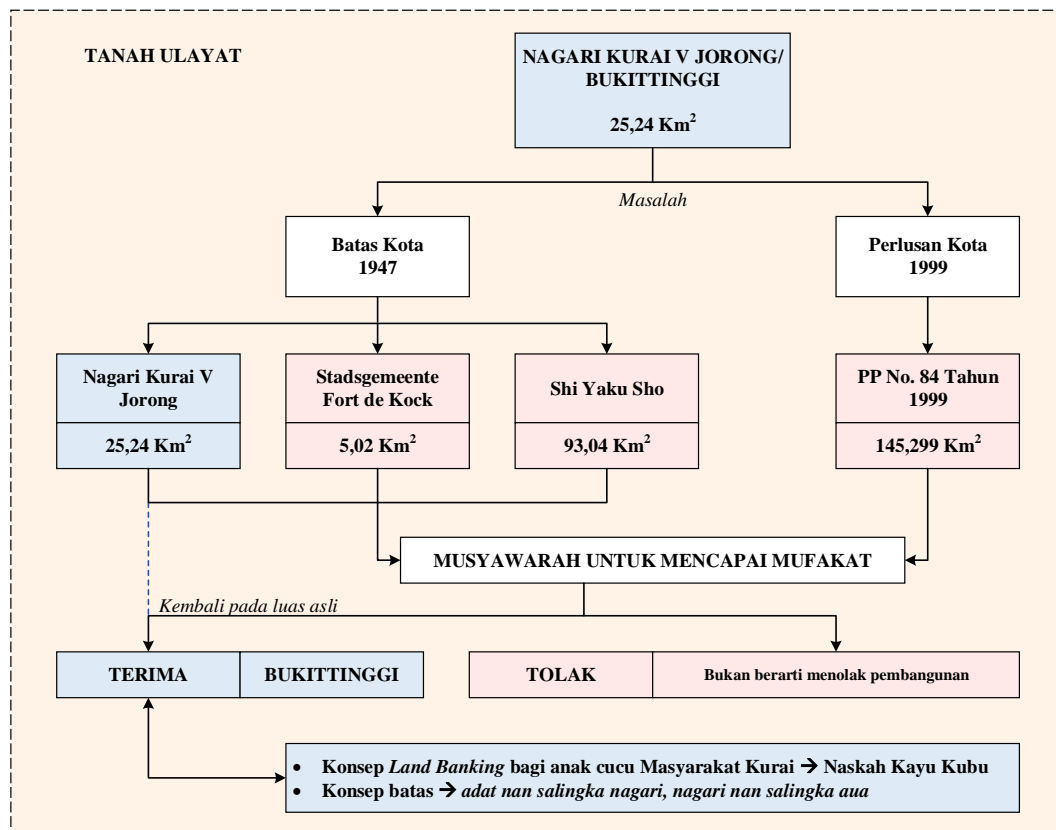 TANAH ULAYAT
NAGARI KURAI V JORONG/
BUKITTINGGI
25,24 Km²
Masalah
Batas Kota
1947
Perlusan Kota
1999
Nagari Kurai V
Jorong
25,24 Km²
Stadsgemeente
Fort de Kock
5,02 Km²
Shi Yaku Sho
93,04 Km²
PP No. 84 Tahun
1999
145,299 Km²
MUSYAWARAH UNTUK MENCAPAI MUFAKAT
Kembali pada luas asli
TERIMA
BUKITTINGGI
TOLAK
Bukan berarti menolak pembangunan
• Konsep Land Banking bagi anak cucu Masyarakat Kurai → Naskah Kayu Kubu
• Konsep batas → adat nan salingka nagari, nagari nan salingka aua